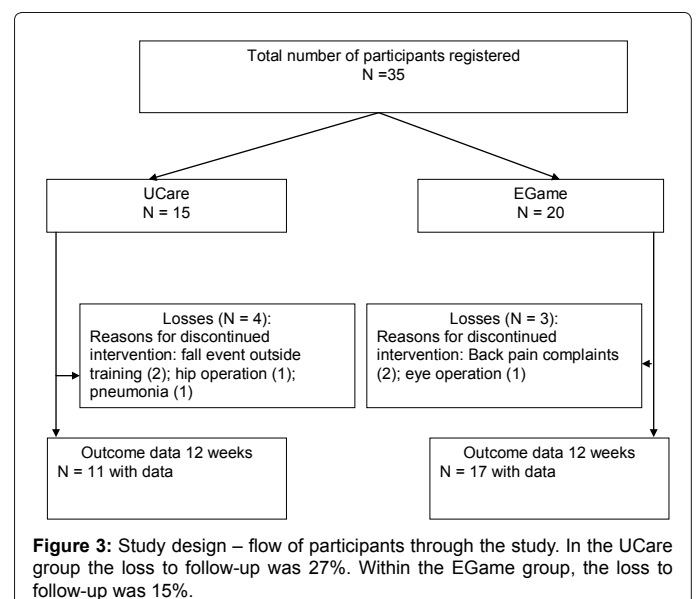 Total number of participants registered
N =35
UCare
N = 15
EGame
N = 20
Losses (N = 4):
Reasons for discontinued
intervention: fall event outside
training (2); hip operation (1);
pneumonia (1)
Losses (N = 3):
Reasons for discontinued
intervention: Back pain complaints
(2); eye operation (1)
Outcome data 12 weeks
N = 11 with data
Outcome data 12 weeks
N = 17 with data
Figure 3: Study design – flow of participants through the study. In the UCare
group the loss to follow-up was 27%. Within the EGame group, the loss to
follow-up was 15%.